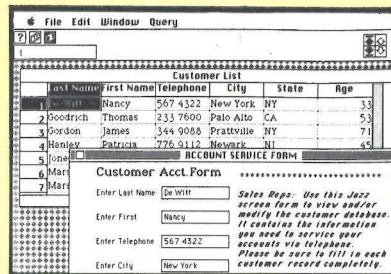 File Edit Window Query
1
Customer List
Last Name First Name Telephone City State Age
1 De Witt Nancy 567 4322 New York NY 33
2 Goodrich Thomas 233 7600 Palo Alto CA 53
3 Gordon James 344 9088 Prattville NY 71
4 Hanley Patricia 776 9112 Newark NJ 45
5 Jone
6 Mars
7 Mars
ACCOUNT SERVICE FORM
Customer Acct. Form
Enter Last Name De Witt
Enter First Nancy
Enter Telephone 567 4322
Enter City New York
Sales Reps: Use this Jazz
screen form to view and/or
modify the customer database.
It contains the information
you need to service your
accounts via telephone.
Please be sure to fill in each
customer record completely.